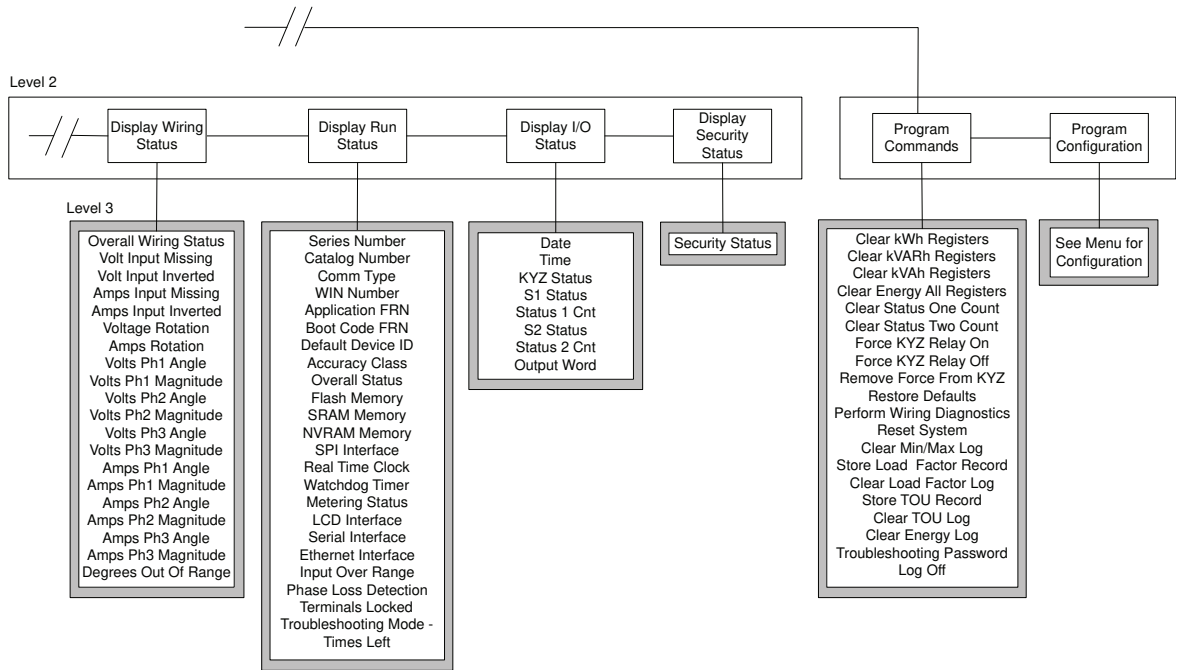 Level 2
Display Wiring
Status
Display Run
Status
Display I/O
Status
Display
Security
Status
Program
Commands
Program
Configuration
Level 3
Overall Wiring Status
Volt Input Missing
Volt Input Inverted
Amps Input Missing
Amps Input Inverted
Voltage Rotation
Amps Rotation
Volts Ph1 Angle
Volts Ph1 Magnitude
Volts Ph2 Angle
Volts Ph2 Magnitude
Volts Ph3 Angle
Volts Ph3 Magnitude
Amps Ph1 Angle
Amps Ph1 Magnitude
Amps Ph2 Angle
Amps Ph2 Magnitude
Amps Ph3 Angle
Amps Ph3 Magnitude
Degrees Out Of Range
Series Number
Catalog Number
Comm Type
WIN Number
Application FRN
Boot Code FRN
Default Device ID
Accuracy Class
Overall Status
Flash Memory
SRAM Memory
NVRAM Memory
SPI Interface
Real Time Clock
Watchdog Timer
Metering Status
LCD Interface
Serial Interface
Ethernet Interface
Input Over Range
Phase Loss Detection
Terminals Locked
Troubleshooting Mode -
Times Left
Date
Time
KYZ Status
S1 Status
Status 1 Cnt
S2 Status
Status 2 Cnt
Output Word
Security Status
Clear kWh Registers
Clear kVARh Registers
Clear kVAh Registers
Clear Energy All Registers
Clear Status One Count
Clear Status Two Count
Force KYZ Relay On
Force KYZ Relay Off
Remove Force From KYZ
Restore Defaults
Perform Wiring Diagnostics
Reset System
Clear Min/Max Log
Store Load Factor Record
Clear Load Factor Log
Store TOU Record
Clear TOU Log
Clear Energy Log
Troubleshooting Password
Log Off
See Menu for
Configuration